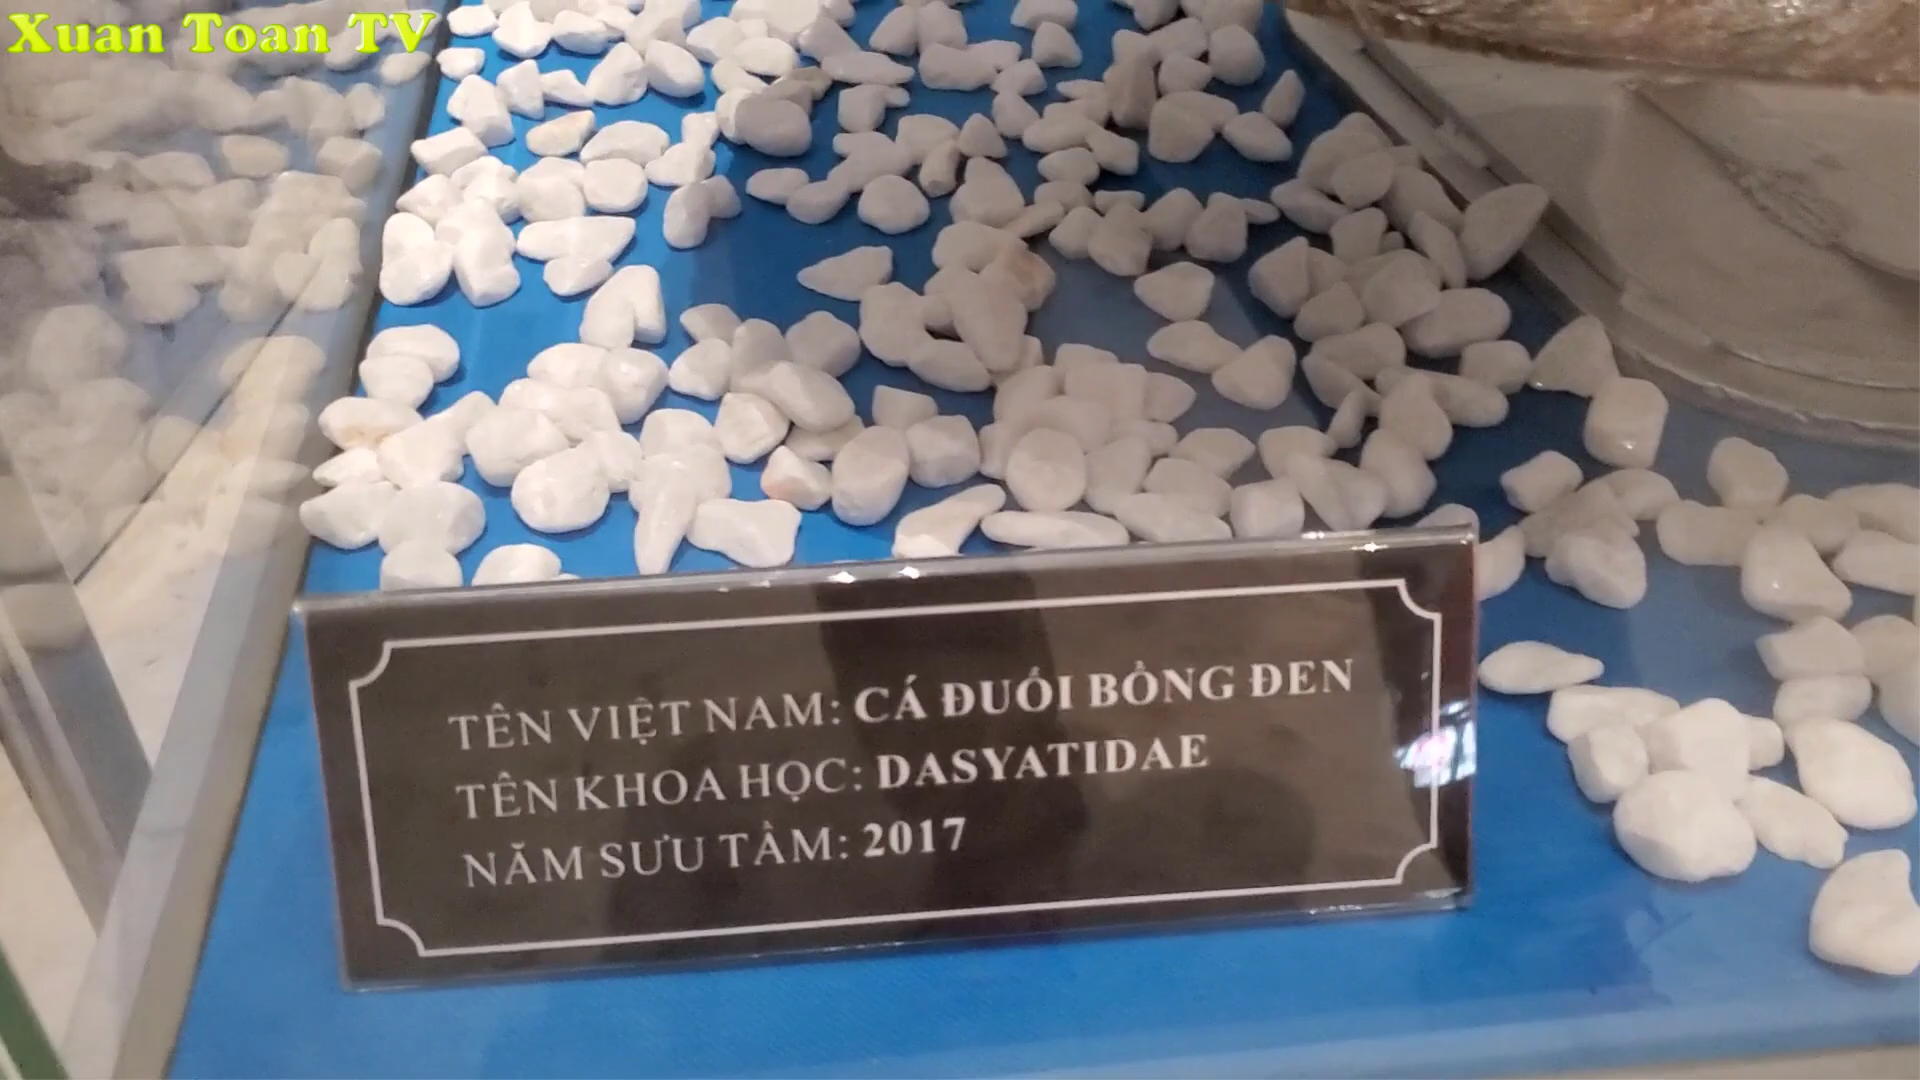 Xuan Toan TV
TÊN VIỆT NAM: CÁ ĐUỐI BỒNG ĐEN
TÊN KHOA HỌC: DASYATIDAE
NĂM SƯU TẦM: 2017